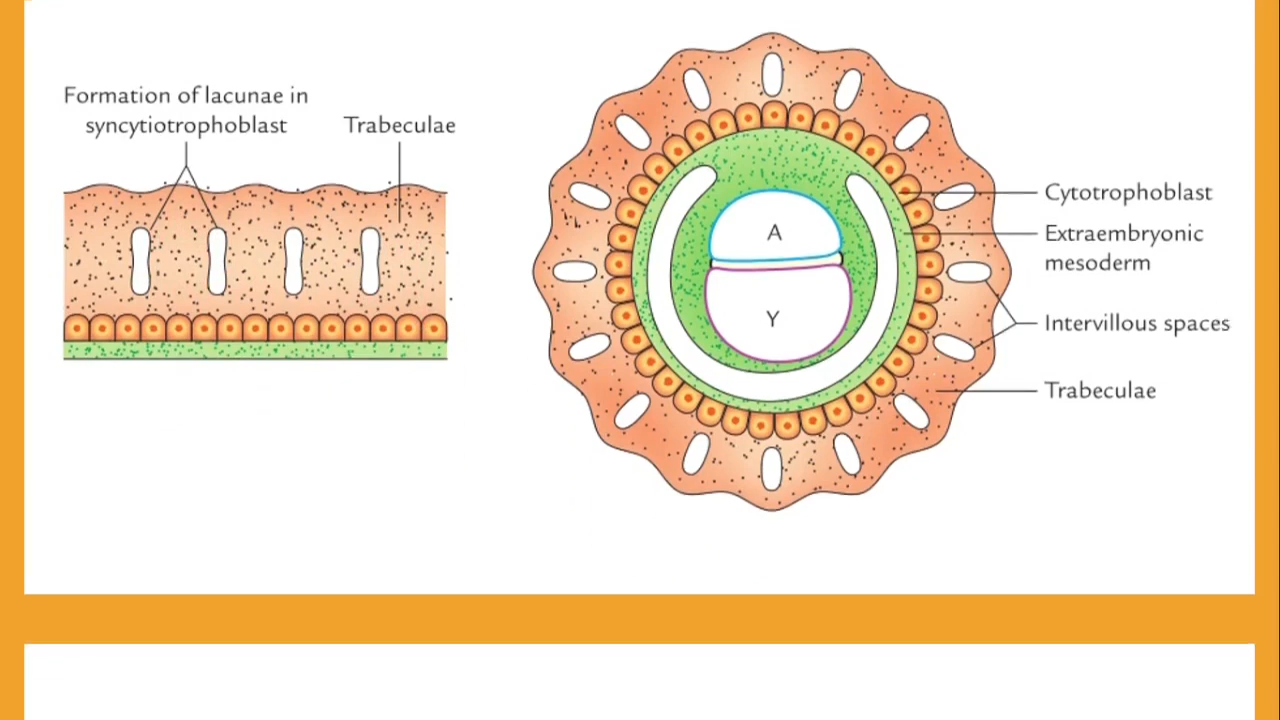 Formation of lacunae in
syncytiotrophoblast
Trabeculae
A
Y
Cytotrophoblast
Extraembryonic
mesoderm
Intervillous spaces
Trabeculae